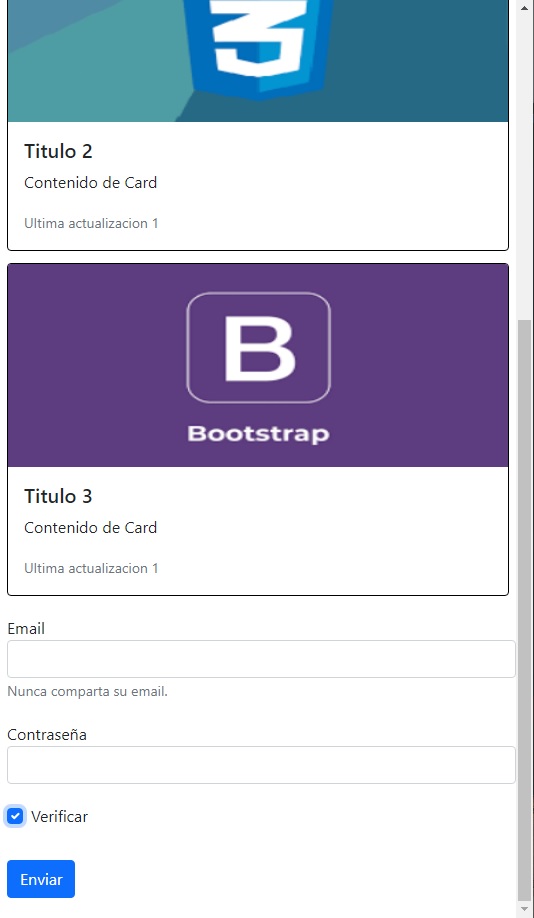 3
Titulo 2
Contenido de Card
Ultima actualizacion 1
B
Bootstrap
Titulo 3
Contenido de Card
Ultima actualizacion 1
Email
Nunca comparta su email.
Contraseña
Verificar
Enviar